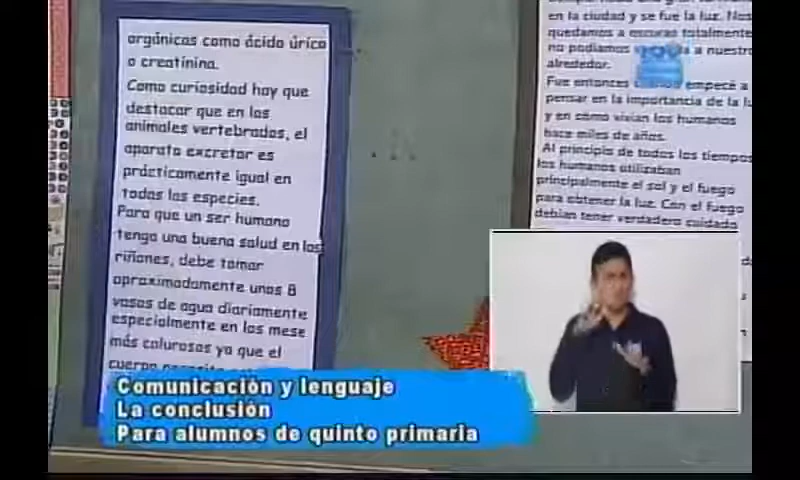 orgánicas como ácido úrico
o creatinina.
Como curiosidad hay que
destacar que en los
animales vertebrados, el
aparato excretor es
prácticamente igual en
todas las especies.
Para que un ser humano
tenga una buena salud en los
riñones, debe tomar
aproximadamente unos 8
vasos de agua diariamente
especialmente en los mese
más calurosos ya que el
cuerpo
en la ciudad y se fue la luz. Nos
quedamos a escuras totalmente
no podíamos a nuestro
alrededor.
Fue entonces empecé a
pensar en la importancia de la lu
y en cómo vivían los humanos
hace miles de años.
Al principio de todos los tiempos
los humanos utilizaban
principalmente el sol y el fuego
para obtener la luz. Con el fuego
debían tener verdadero cuidado
Comunicación y lenguaje
La conclusión
Para alumnos de quinto primaria